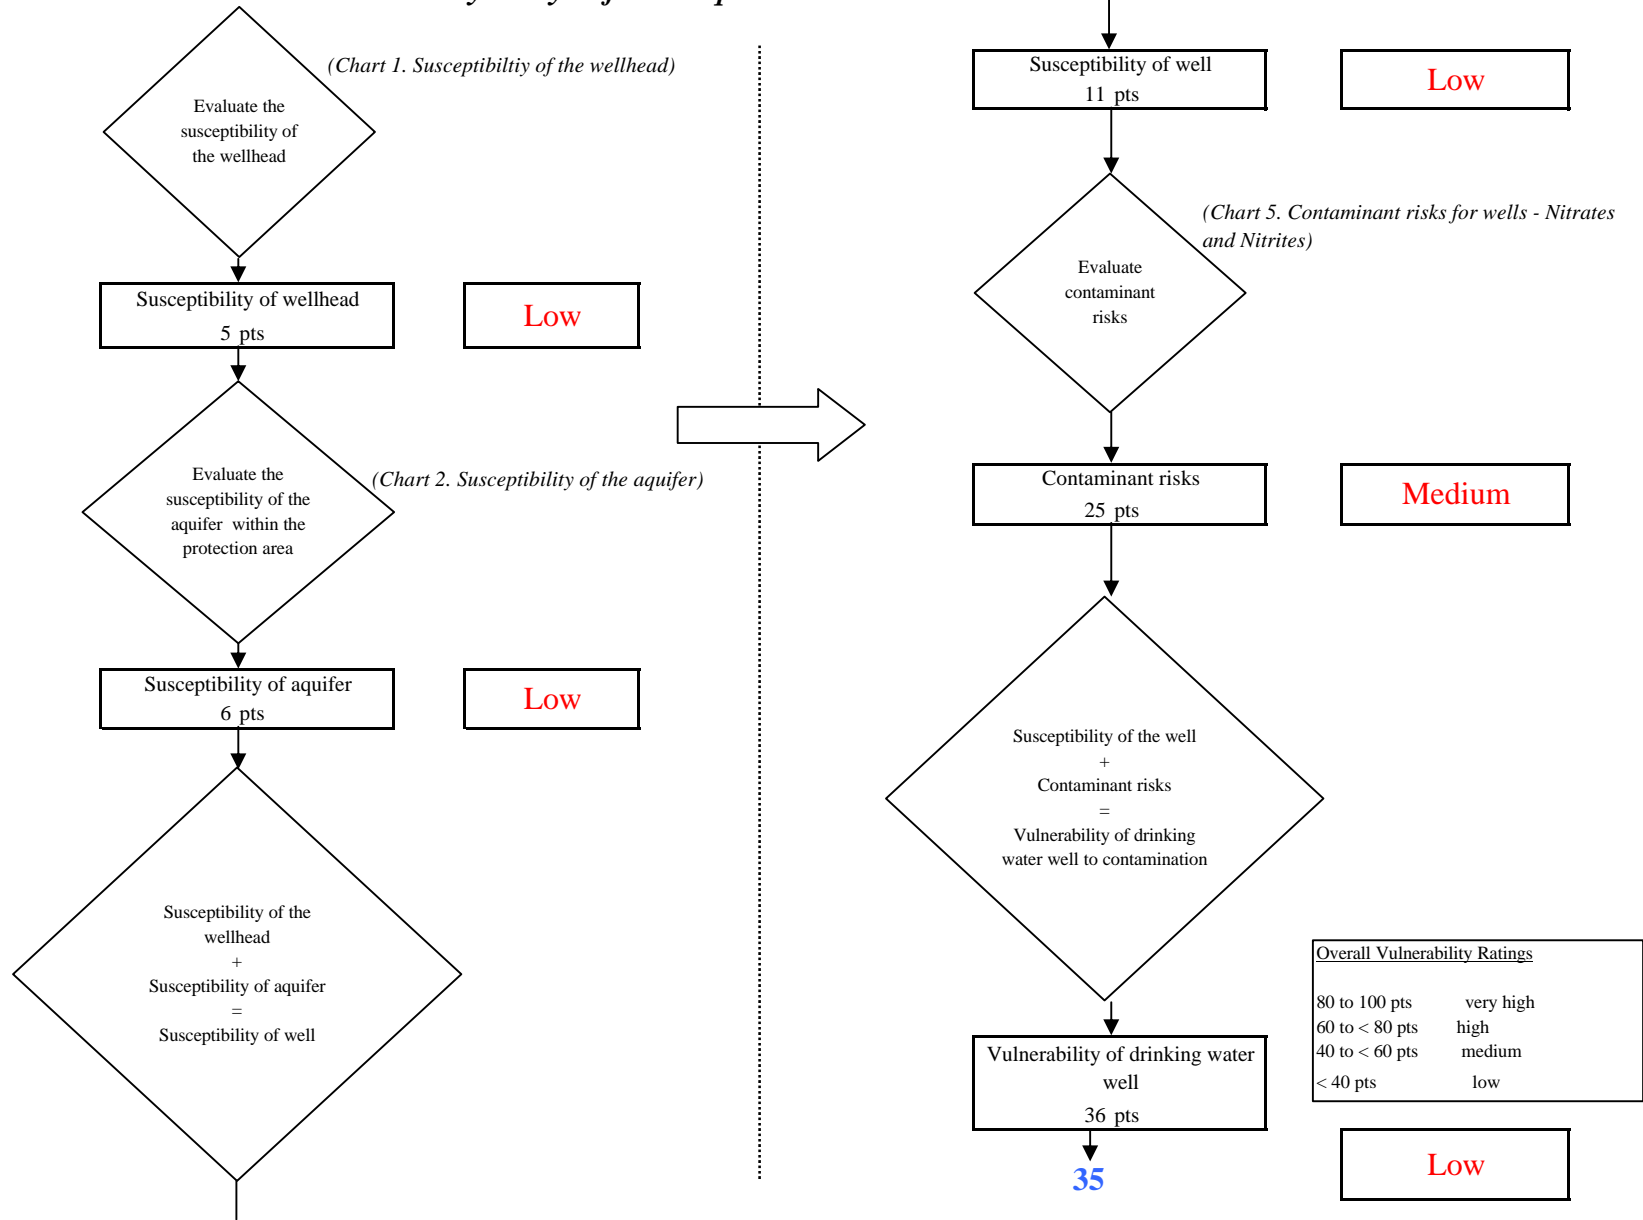 (Chart 1. Susceptibiltiy of the wellhead)
Evaluate the
susceptibility of
the wellhead
Susceptibility of wellhead
5 pts
Low
Evaluate the
susceptibility of the
aquifer within the
protection area
(Chart 2. Susceptibility of the aquifer)
Susceptibility of aquifer
6 pts
Low
Susceptibility of the
wellhead
+
Susceptibility of aquifer
=
Susceptibility of well
Susceptibility of well
11 pts
Low
(Chart 5. Contaminant risks for wells - Nitrates
and Nitrites)
Evaluate
contaminant
risks
Contaminant risks
25 pts
Medium
Susceptibility of the well
+
Contaminant risks
=
Vulnerability of drinking
water well to contamination
Overall Vulnerability Ratings
80 to 100 pts very high
60 to < 80 pts high
40 to < 60 pts medium
< 40 pts low
Vulnerability of drinking water
well
36 pts
35
Low